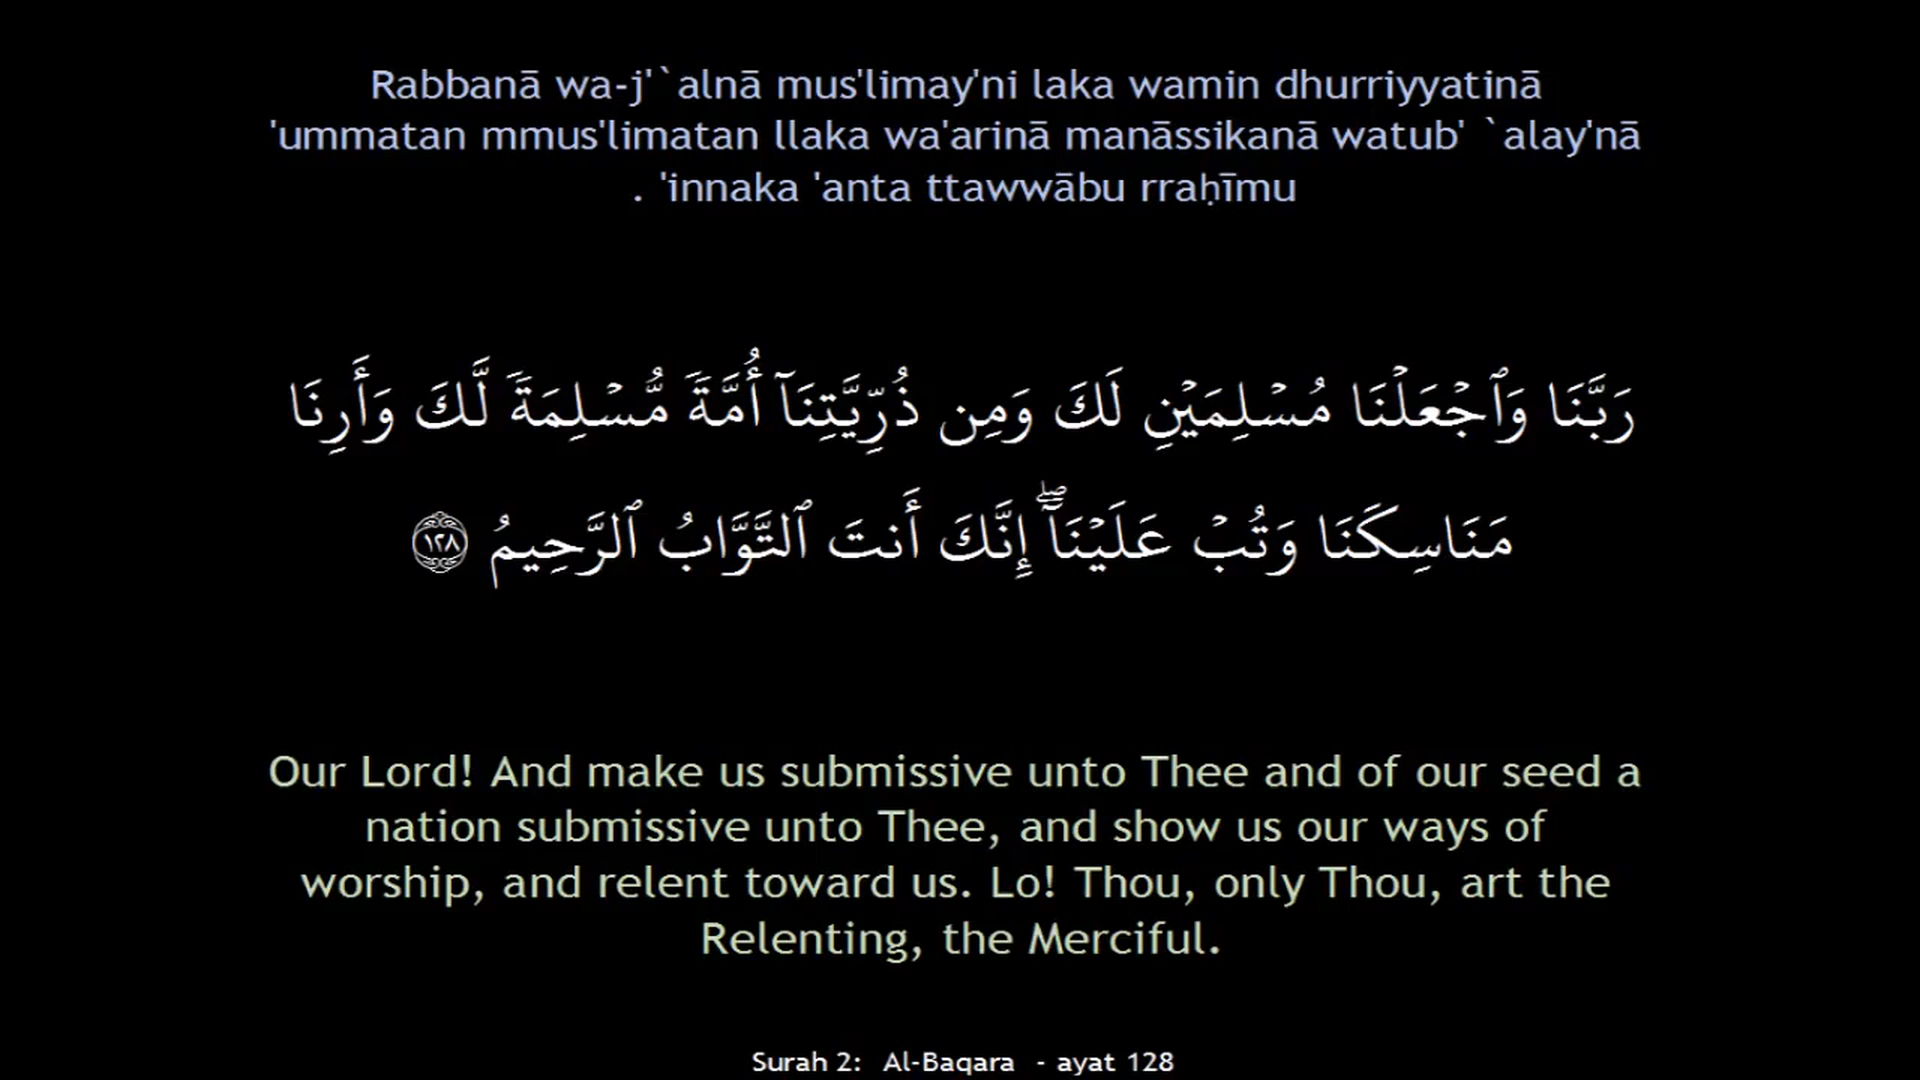 Rabbanā wa-j'`alnā mus'limay'ni laka wamin dhurriyyatinā
'ummatan mmus'limatan llaka wa'arinā manāssikanā watub' `alay'nā
. 'innaka 'anta ttawwābu rraḥīmu
رَبَّنَا وَٱجْعَلْنَا مُسْلِمَيْنِ لَكَ وَمِن ذُرِّيَّتِنَآ أُمَّةً مُّسْلِمَةً لَّكَ وَأَرِنَا
مَنَاسِكَنَا وَتُبْ عَلَيْنَآ ۖ إِنَّكَ أَنتَ ٱلتَّوَّابُ ٱلرَّحِيمُ ١٢٨
Our Lord! And make us submissive unto Thee and of our seed a
nation submissive unto Thee, and show us our ways of
worship, and relent toward us. Lo! Thou, only Thou, art the
Relenting, the Merciful.
Surah 2: Al-Baqara - ayat 128